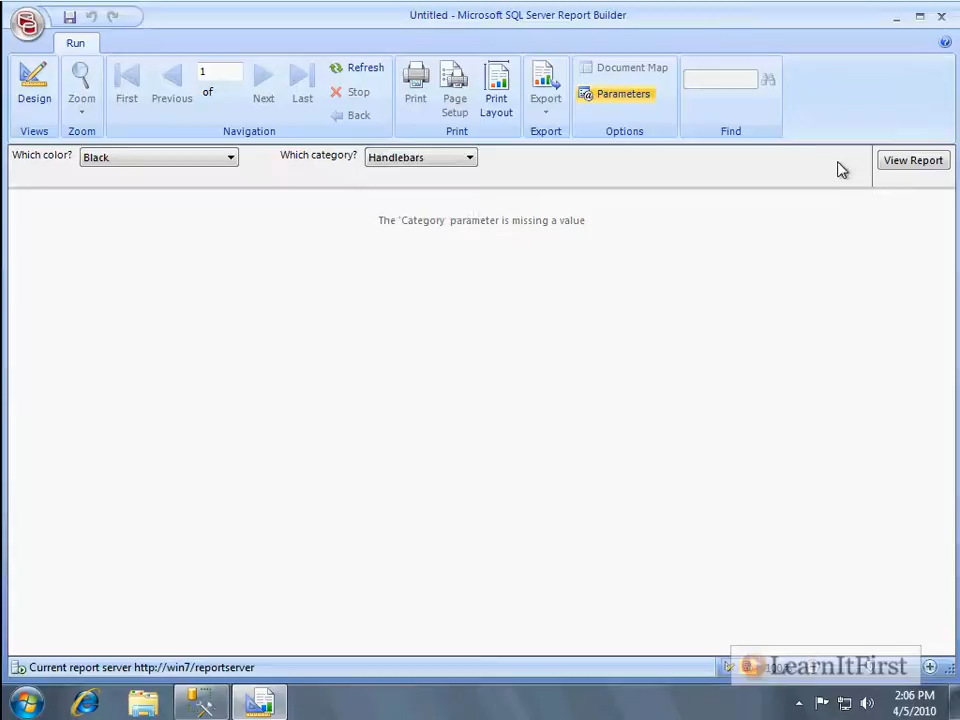 Untitled - Microsoft SQL Server Report Builder
Run
Design
Zoom
First
Previous
1
of
Next
Last
Refresh
Stop
Back
Print
Page Setup
Print Layout
Export
Document Map
Parameters
Views
Zoom
Navigation
Print
Export
Options
Find
Which color? Black
Which category? Handlebars
View Report
The 'Category' parameter is missing a value
Current report server http://win7/reportserver
LearnItFirst
2:06 PM
4/5/2010